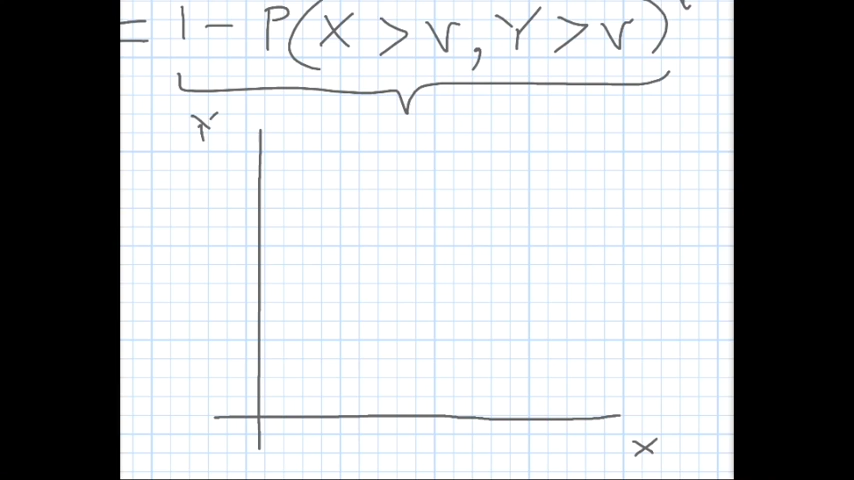 = 1 - P(X > v, Y > v)
x